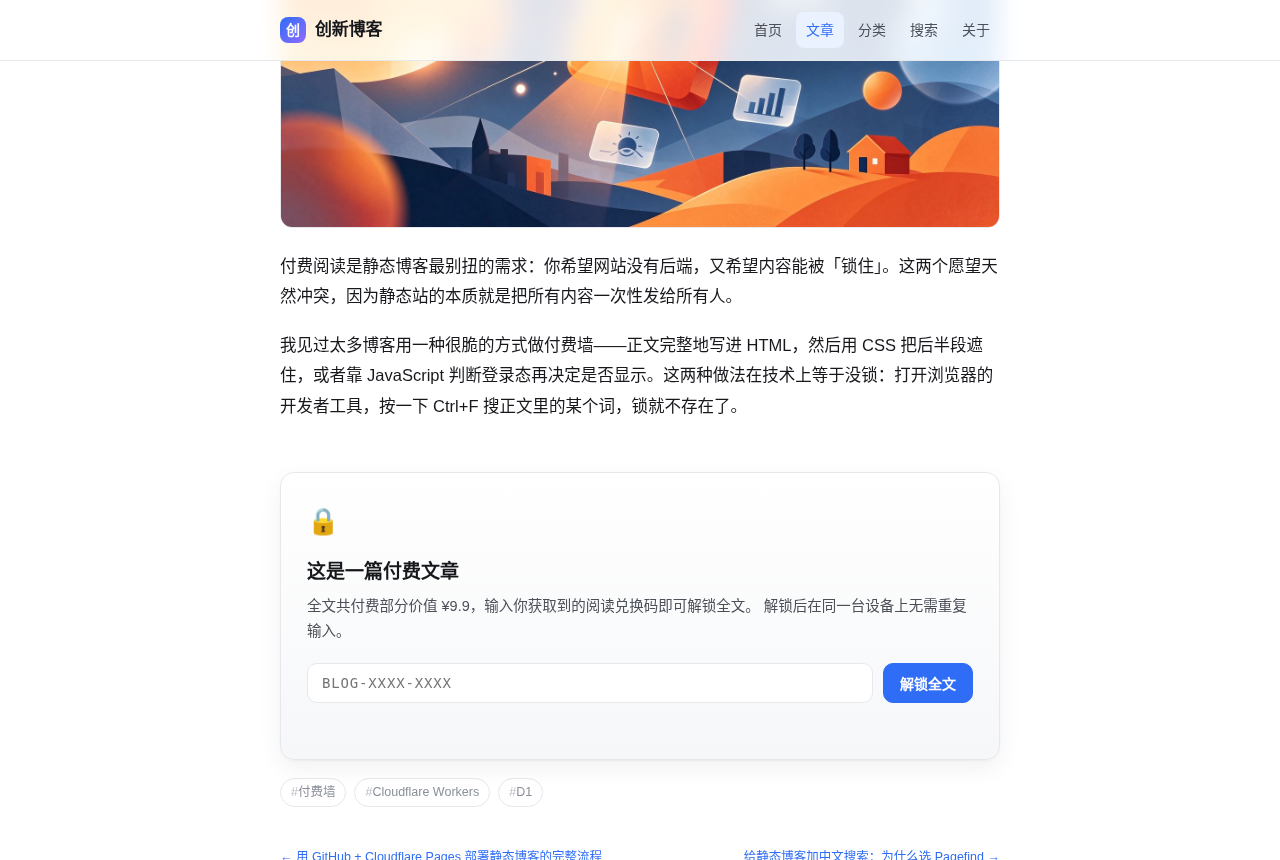 创 创新博客 首页 文章 分类 搜索 关于
付费阅读是静态博客最别扭的需求：你希望网站没有后端，又希望内容能被「锁住」。这两个愿望天
然冲突，因为静态站的本质就是把所有内容一次性发给所有人。
我见过太多博客用一种很脆的方式做付费墙——正文完整地写进 HTML，然后用 CSS 把后半段遮
住，或者靠 JavaScript 判断登录态再决定是否显示。这两种做法在技术上等于没锁：打开浏览器的
开发者工具，按一下 Ctrl+F 搜正文里的某个词，锁就不存在了。
这是一篇付费文章
全文共付费部分价值 ¥9.9，输入你获取到的阅读兑换码即可解锁全文。 解锁后在同一台设备上无需重复
输入。
BLOG-XXXX-XXXX 解锁全文
#付费墙 #Cloudflare Workers #D1
← 用 GitHub + Cloudflare Pages 部署静态博客的完整流程 给静态博客加中文搜索：为什么选 Pagefind →